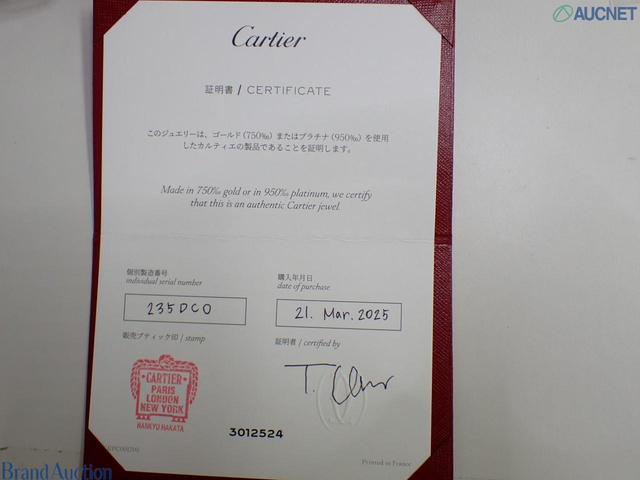 AUCNET
Cartier
証明書 / CERTIFICATE
このジュエリーは、ゴールド (750‰) またはプラチナ (950‰) を使用
したカルティエの製品であることを証明します。
Made in 750‰ gold or in 950‰ platinum, we certify
that this is an authentic Cartier jewel.
個別製造番号
individual serial number
235DCO
購入年月日
date of purchase
21. Mar. 2025
販売ブティック印 / stamp
証明者 / certified by
CARTIER
PARIS
LONDON
NEW YORK
HANKYU HAKATA
3012524
Printed in France
Brand Auction